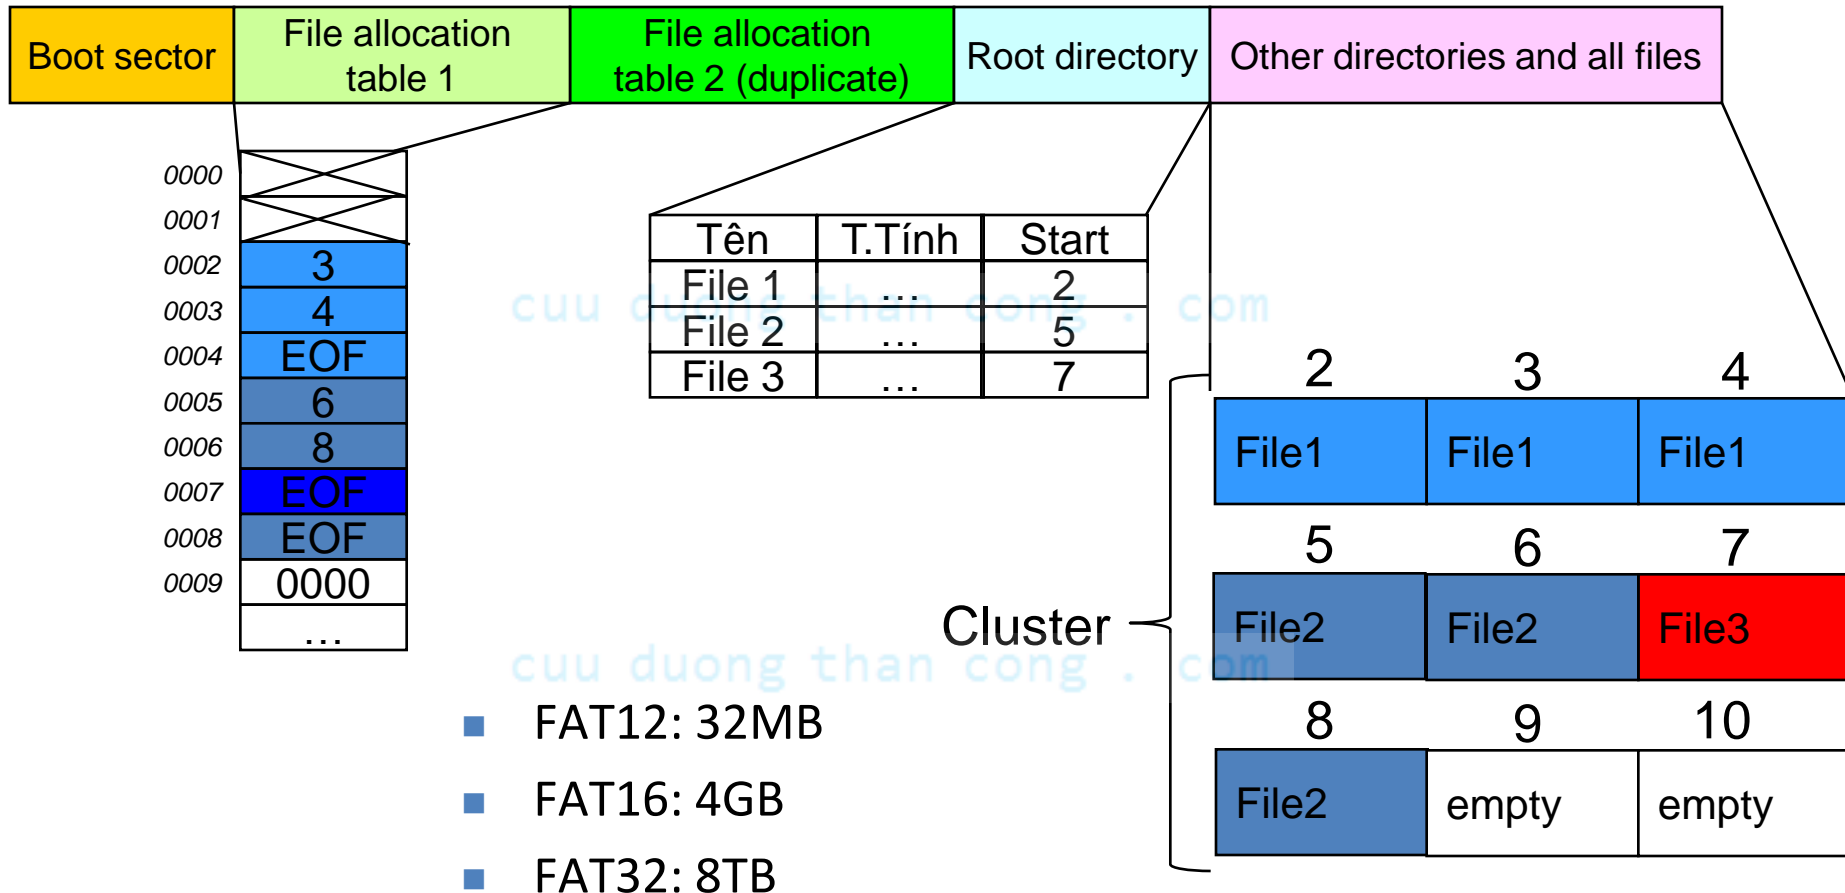 Boot sector
File allocation
table 1
File allocation
table 2 (duplicate)
Root directory
Other directories and all files
0000
0001
0002 3
0003 4
0004 EOF
0005 6
0006 8
0007 EOF
0008 EOF
0009 0000
...
Tên T.Tính Start
File 1 ... 2
File 2 ... 5
File 3 ... 7
cuu duong than cong . com
2 3 4
File1 File1 File1
5 6 7
Cluster
File2 File2 File3
cuu duong than cong . com
8 9 10
File2 empty empty
FAT12: 32MB
FAT16: 4GB
FAT32: 8TB